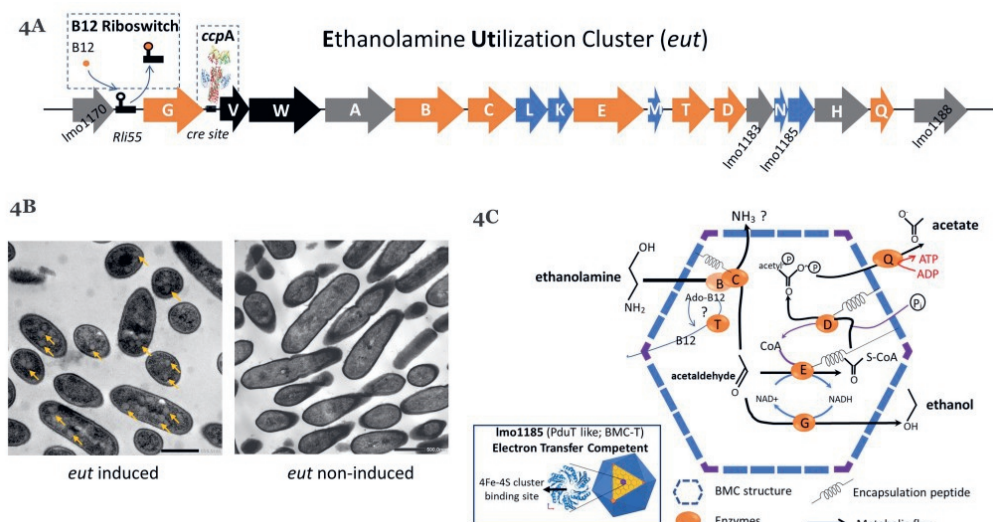 4A
B12 Riboswitch
B12
ccpA
Ethanolamine Utilization Cluster (eut)
lmo1170
Rli55
G
cre site
V
W
A
B
C
L
K
E
M
T
D
lmo1183
N
lmo1185
H
Q
lmo1188
4B
eut induced
eut non-induced
4C
NH₃ ?
acetate
O⁻
O
OH
ethanolamine
NH₂
B
C
Ado-B12
?
T
B12
acetyl
O
O
P
Q
ATP
ADP
D
Pi
CoA
E
S-CoA
O
acetaldehyde
O
NAD+
NADH
G
OH
ethanol
lmo1185 (PduT like; BMC-T)
Electron Transfer Competent
4Fe-4S cluster
binding site
BMC structure
Encapsulation peptide
Enzymes
Metabolic flux